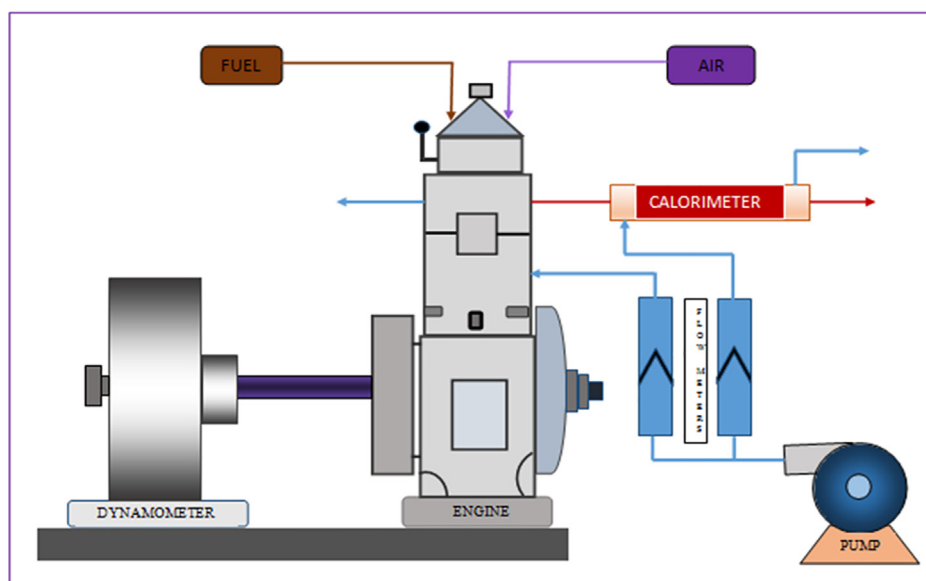 FUEL
AIR
CALORIMETER
FLOW METERS
DYNAMOMETER
ENGINE
PUMP